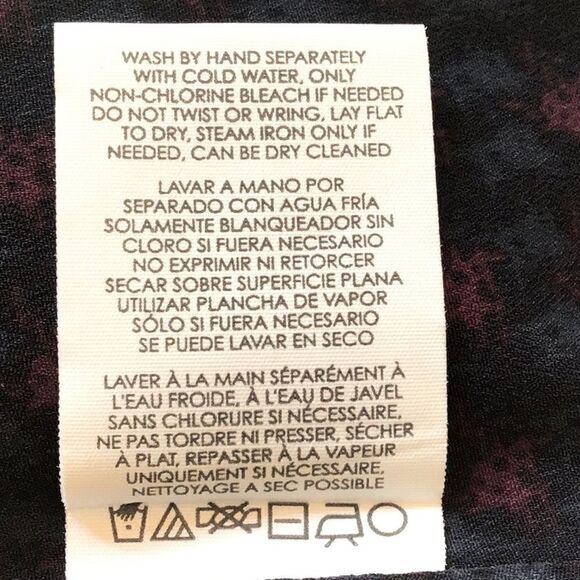 WASH BY HAND SEPARATELY
WITH COLD WATER, ONLY
NON-CHLORINE BLEACH IF NEEDED
DO NOT TWIST OR WRING, LAY FLAT
TO DRY, STEAM IRON ONLY IF
NEEDED, CAN BE DRY CLEANED
LAVAR A MANO POR
SEPARADO CON AGUA FRÍA
SOLAMENTE BLANQUEADOR SIN
CLORO SI FUERA NECESARIO
NO EXPRIMIR NI RETORCER
SECAR SOBRE SUPERFICIE PLANA
UTILIZAR PLANCHA DE VAPOR
SÓLO SI FUERA NECESARIO
SE PUEDE LAVAR EN SECO
LAVER À LA MAIN SÉPARÉMENT À
L'EAU FROIDE, À L'EAU DE JAVEL
SANS CHLORURE SI NÉCESSAIRE,
NE PAS TORDRE NI PRESSER, SÉCHER
À PLAT, REPASSER À LA VAPEUR
UNIQUEMENT SI NÉCESSAIRE,
NETTOYAGE A SEC POSSIBLE